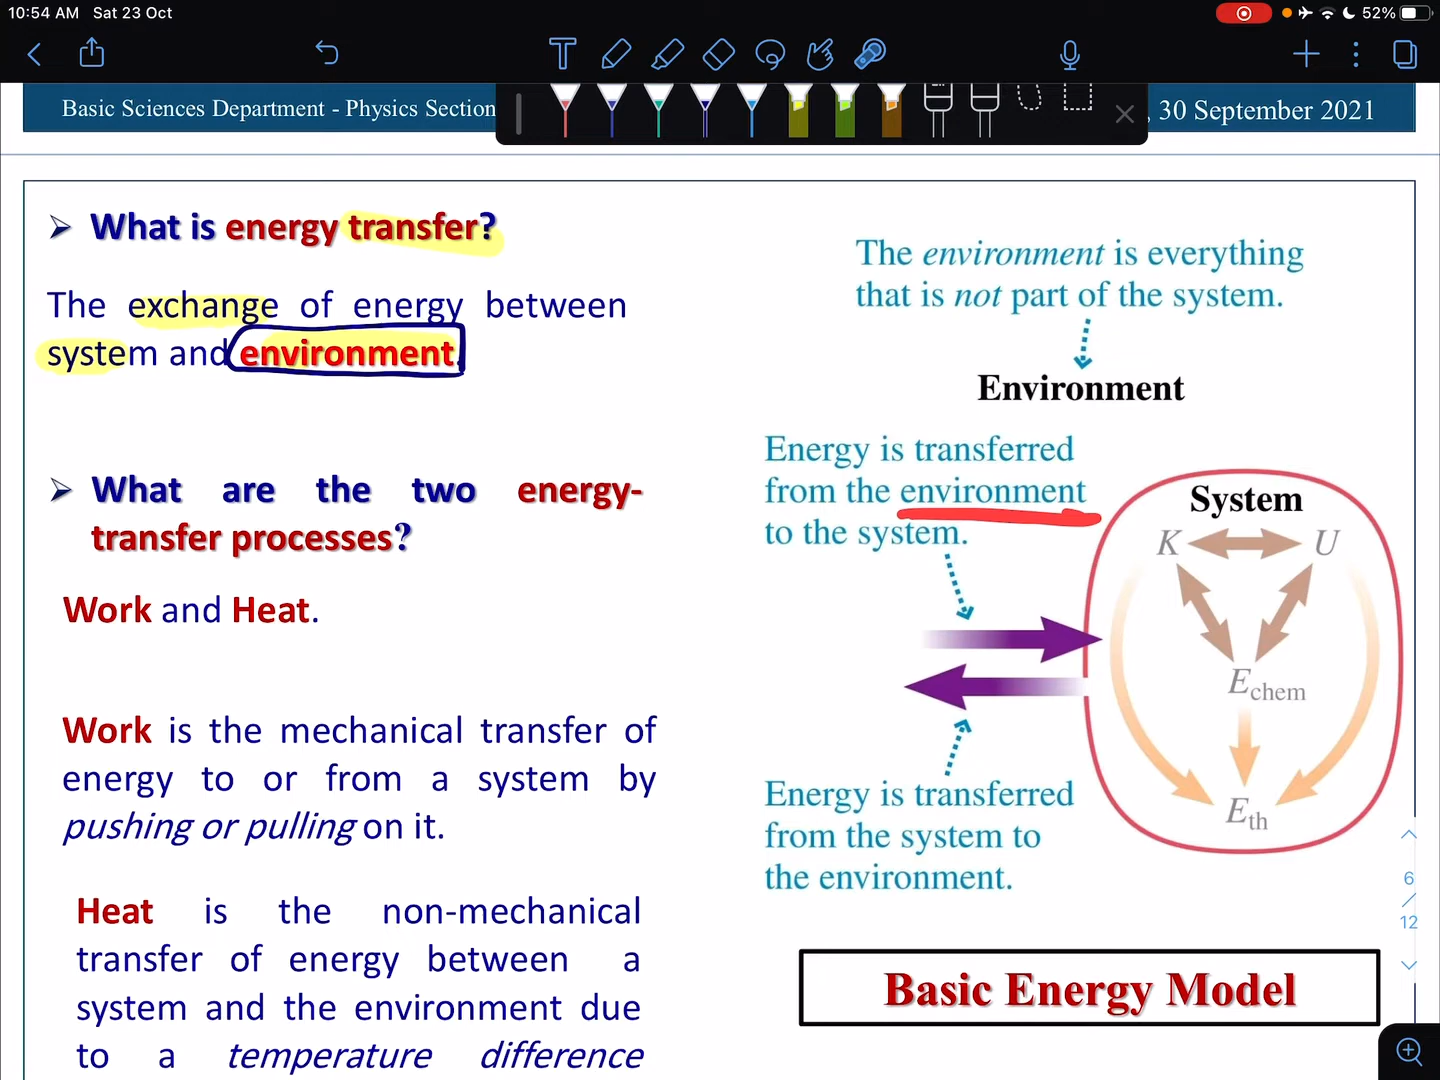 10:54 AM Sat 23 Oct
52%
Basic Sciences Department - Physics Section
, 30 September 2021
➢ What is energy transfer?
The exchange of energy between
system and environment.
➢ What are the two energy-
transfer processes?
Work and Heat.
Work is the mechanical transfer of
energy to or from a system by
pushing or pulling on it.
Heat is the non-mechanical
transfer of energy between a
system and the environment due
to a temperature difference
The environment is everything
that is not part of the system.
Environment
Energy is transferred
from the environment
to the system.
System
K U
Echem
Eth
Energy is transferred
from the system to
the environment.
Basic Energy Model
6
/
12